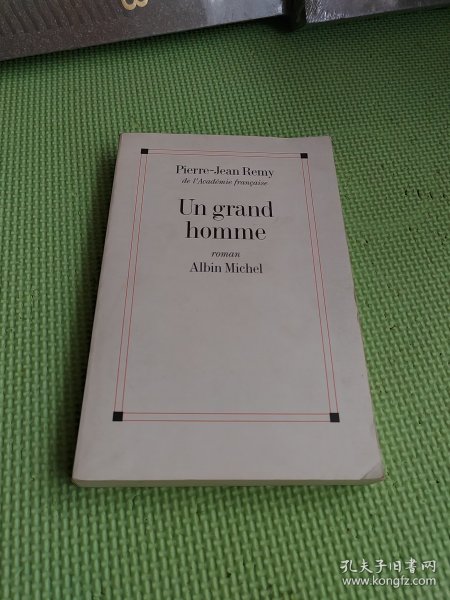 Pierre-Jean Remy
de l'Académie française
Un grand
homme
roman
Albin Michel
孔夫子旧书网
www.kongfz.com